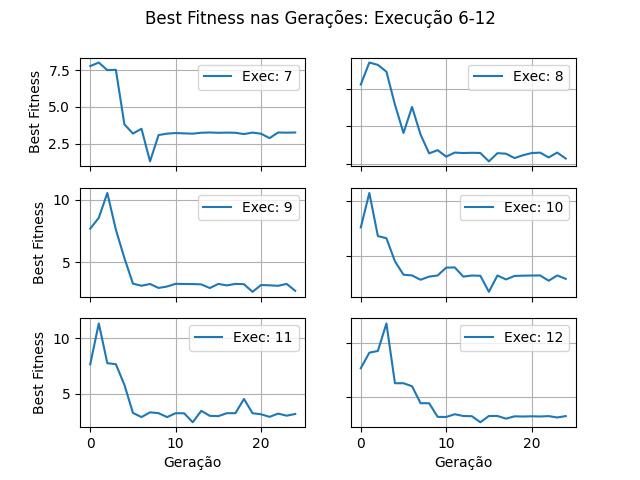 Best Fitness nas Gerações: Execução 6-12
7.5
5.0
2.5
Best Fitness
Exec: 7
Exec: 8
10
5
Best Fitness
Exec: 9
Exec: 10
10
5
Best Fitness
Exec: 11
Exec: 12
0
10
20
0
10
20
Geração
Geração